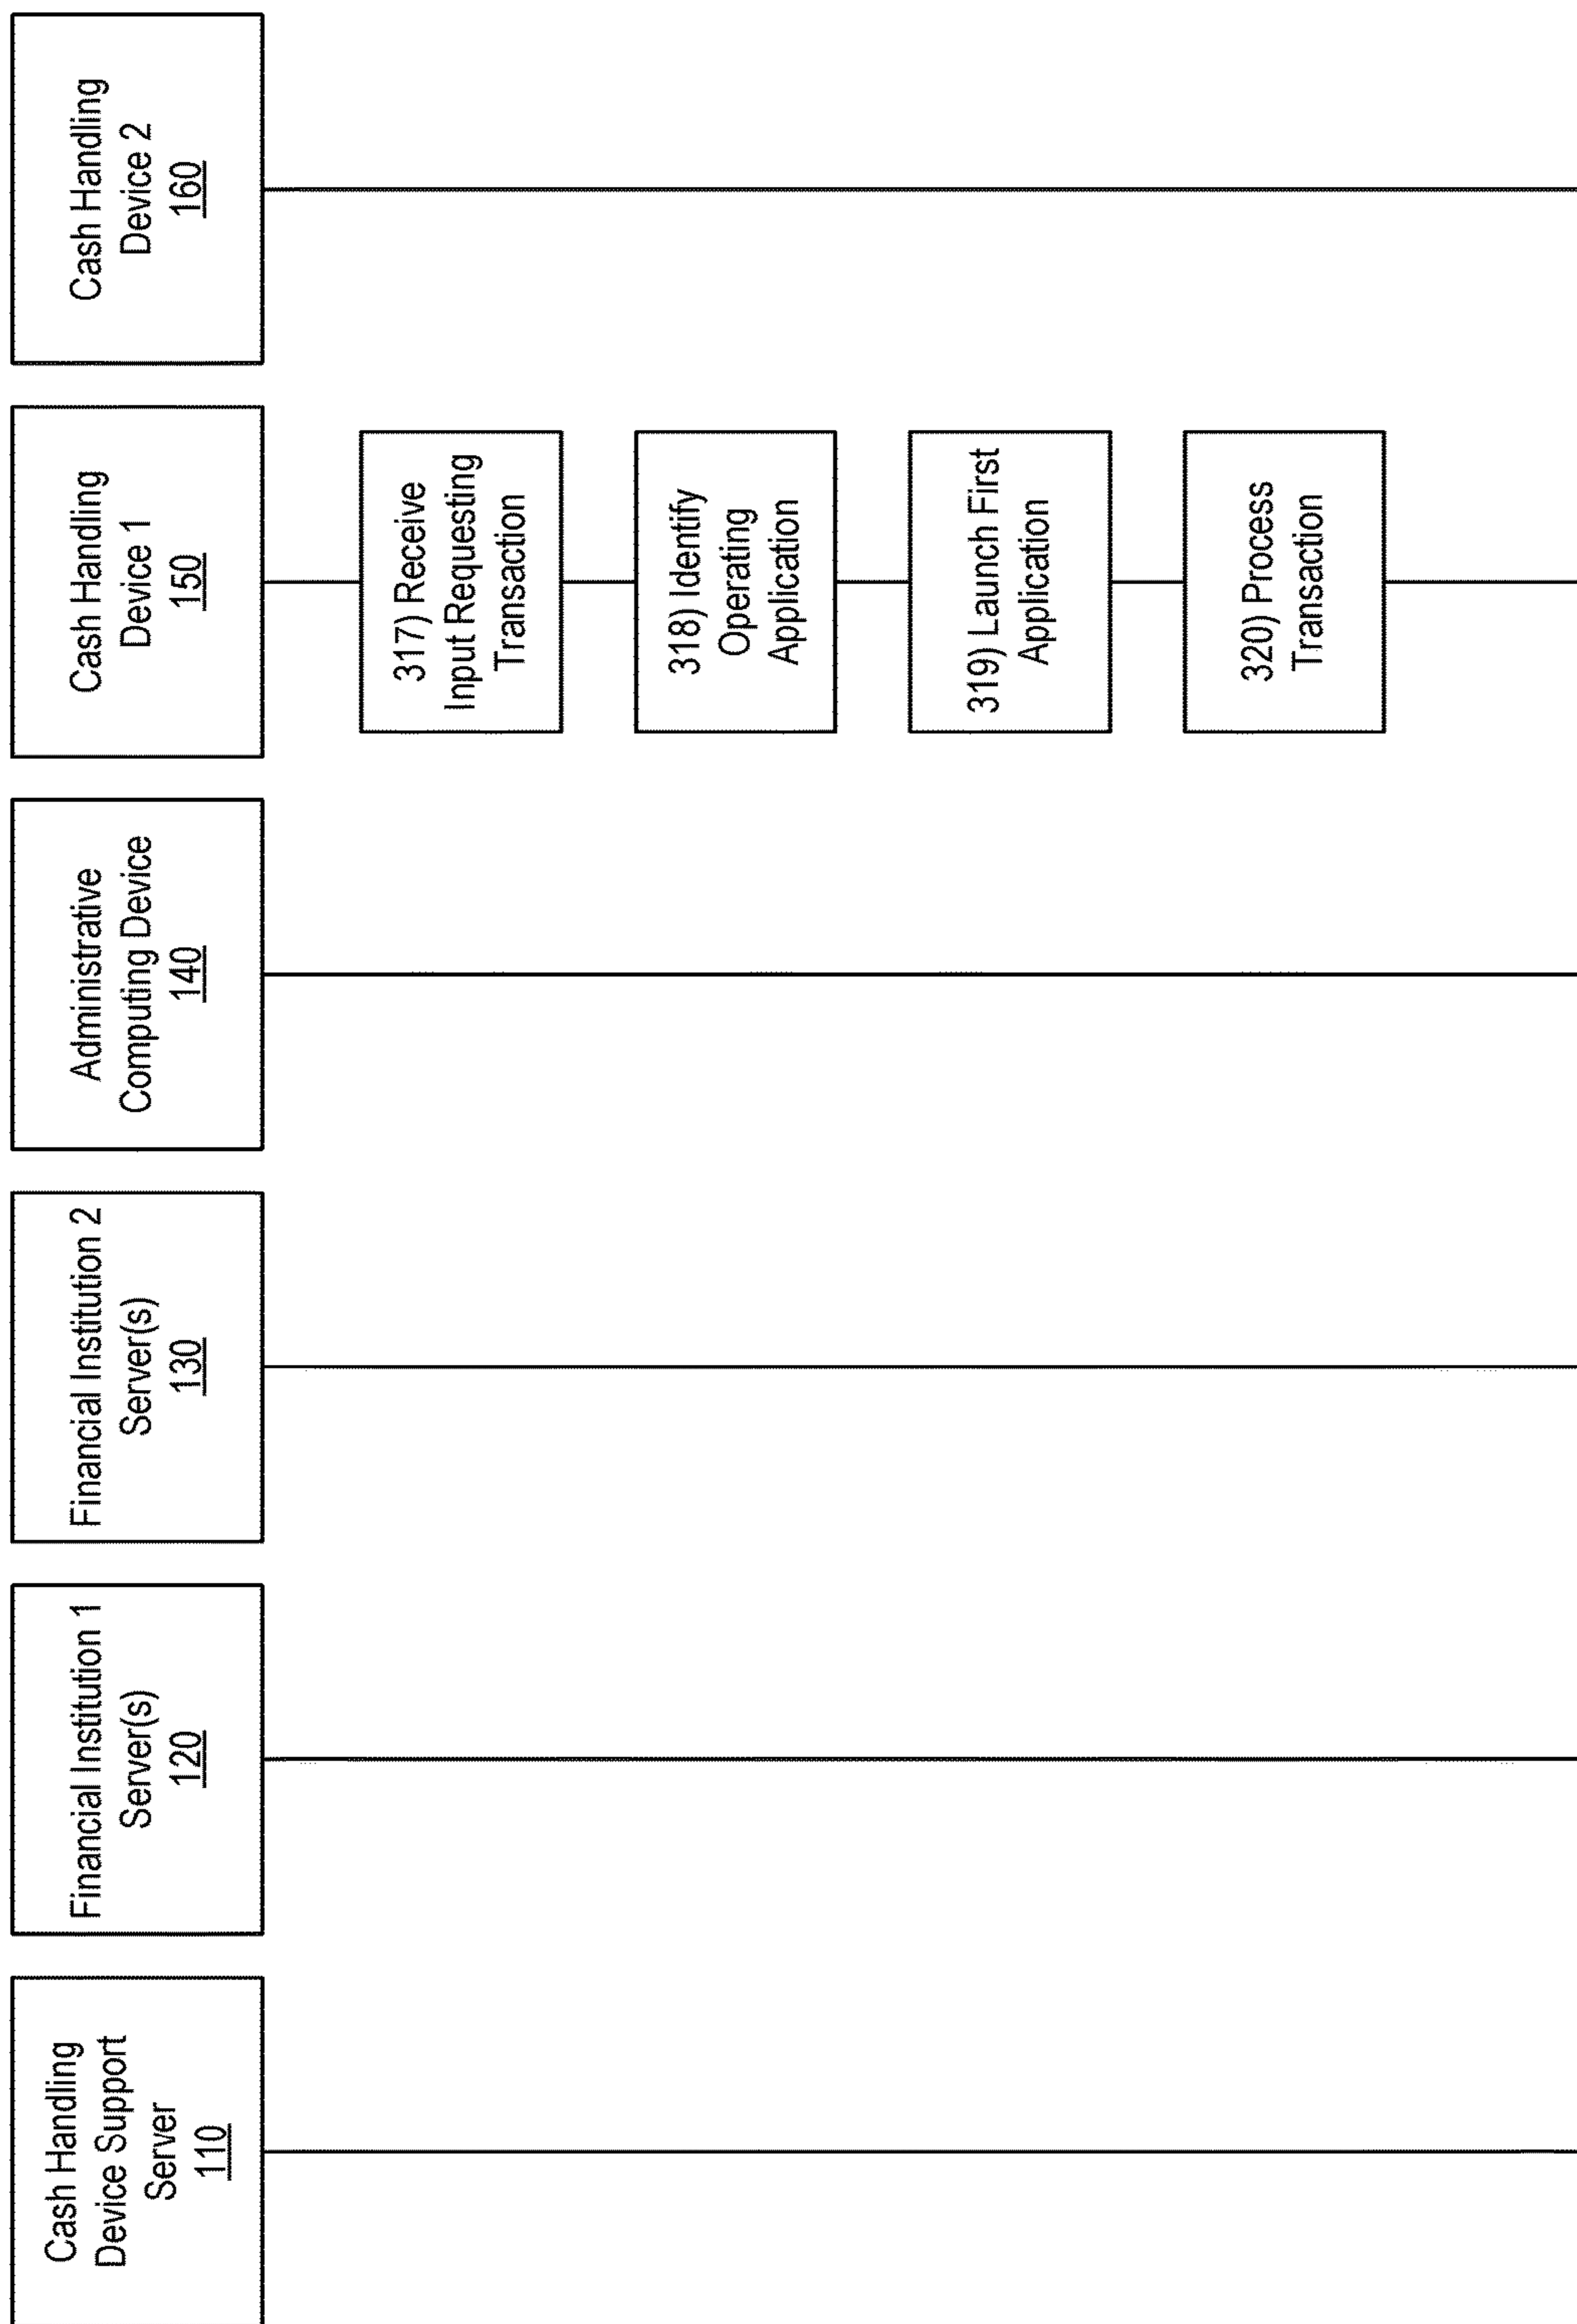 Cash Handling
Device Support
Server
110
Financial Institution 1
Server(s)
120
Financial Institution 2
Server(s)
130
Administrative
Computing Device
140
Cash Handling
Device 1
150
Cash Handling
Device 2
160
317) Receive
Input Requesting
Transaction
318) Identify
Operating
Application
319) Launch First
Application
320) Process
Transaction